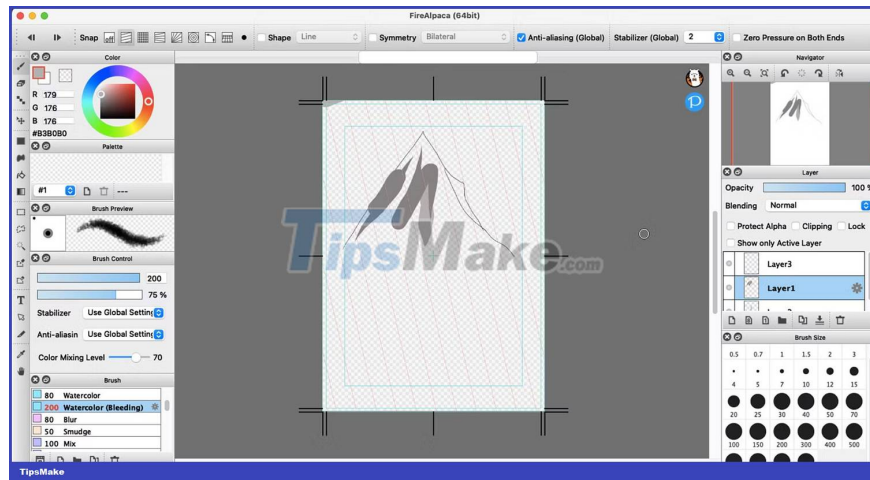 FireAlpaca (64bit)
Snap off Shape Line Symmetry Bilateral Anti-aliasing (Global) Stabilizer (Global) 2 Zero Pressure on Both Ends
Color
R 179
G 176
B 176
#B3B0B0
Palette
#1 ---
Brush Preview
Brush Control
200
75 %
Stabilizer Use Global Setting
Anti-aliasin Use Global Setting
Color Mixing Level 70
Brush
80 Watercolor
200 Watercolor (Bleeding)
80 Blur
50 Smudge
100 Mix
T
P
TipsMake.com
Navigator
Layer
Opacity 100 %
Blending Normal
Protect Alpha Clipping Lock
Show only Active Layer
Layer3
Layer1
Brush Size
0.5 0.7 1 1.5 2 3
4 5 7 10 12 15
20 25 30 40 50 70
100 150 200 300 400 500
TipsMake